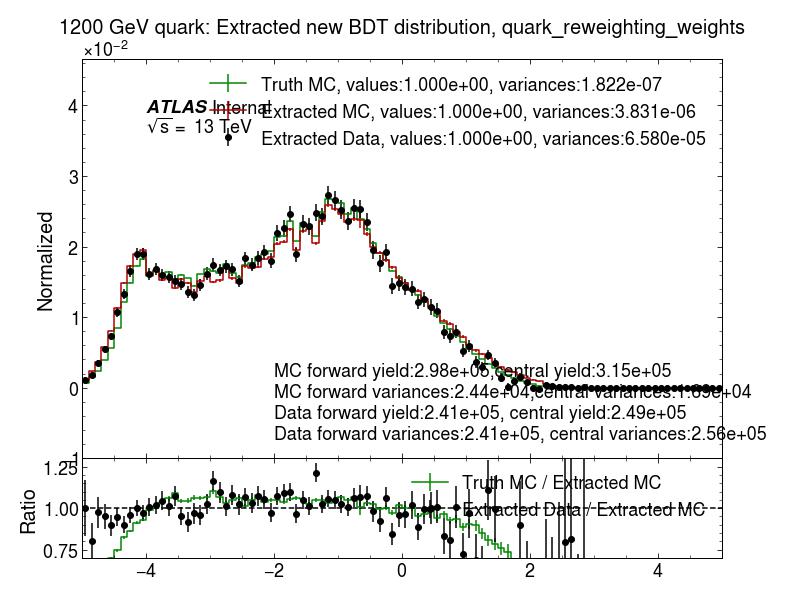 1200 GeV quark: Extracted new BDT distribution, quark_reweighting_weights
×10−2
Truth MC, values:1.000e+00, variances:1.822e-07
ATLAS Internal
Extracted MC, values:1.000e+00, variances:3.831e-06
√s = 13 TeV
Extracted Data, values:1.000e+00, variances:6.580e-05
4
3
2
1
0
Normalized
MC forward yield:2.98e+05, central yield:3.15e+05
MC forward variances:2.44e+04, central variances:1.69e+04
Data forward yield:2.41e+05, central yield:2.49e+05
Data forward variances:2.41e+05, central variances:2.56e+05
1.25
1.00
0.75
Ratio
Truth MC / Extracted MC
Extracted Data / Extracted MC
−4 −2 0 2 4